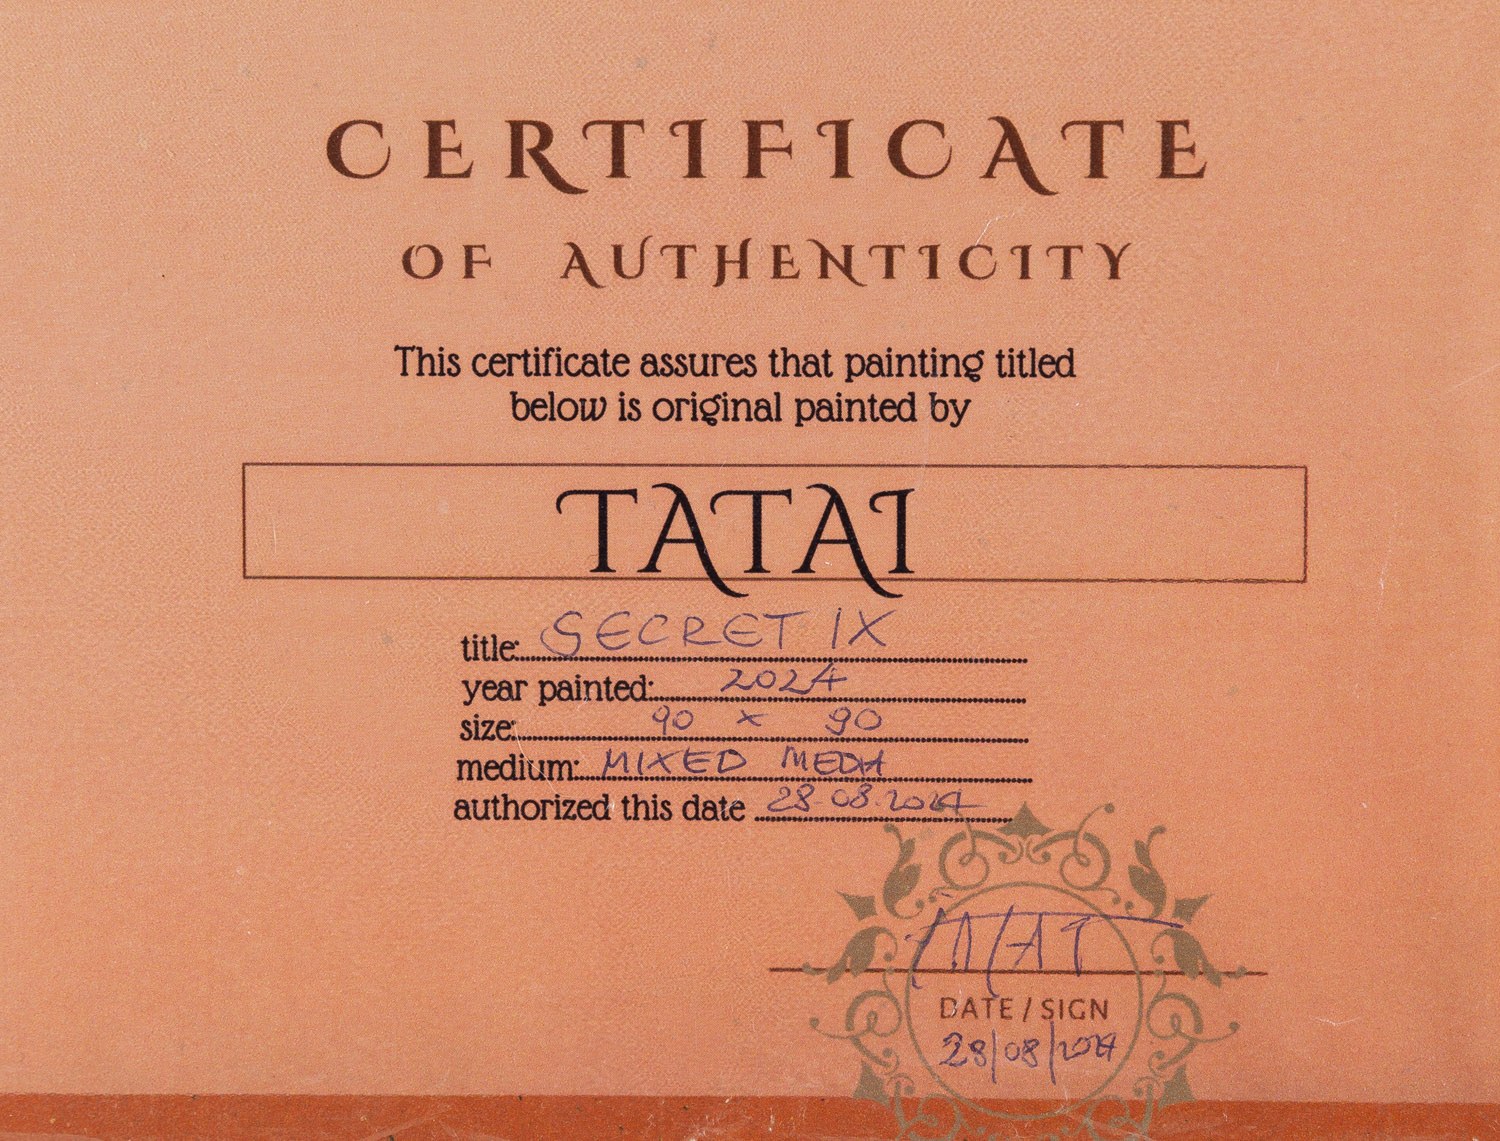 CERTIFICATE
OF AUTHENTICITY
This certificate assures that painting titled
below is original painted by
TATAI
title: SECRET IX
year painted: 2024
size: 90 x 90
medium: MIXED MEDIA
authorized this date 28.08.2024
DATE / SIGN
28/08/2024